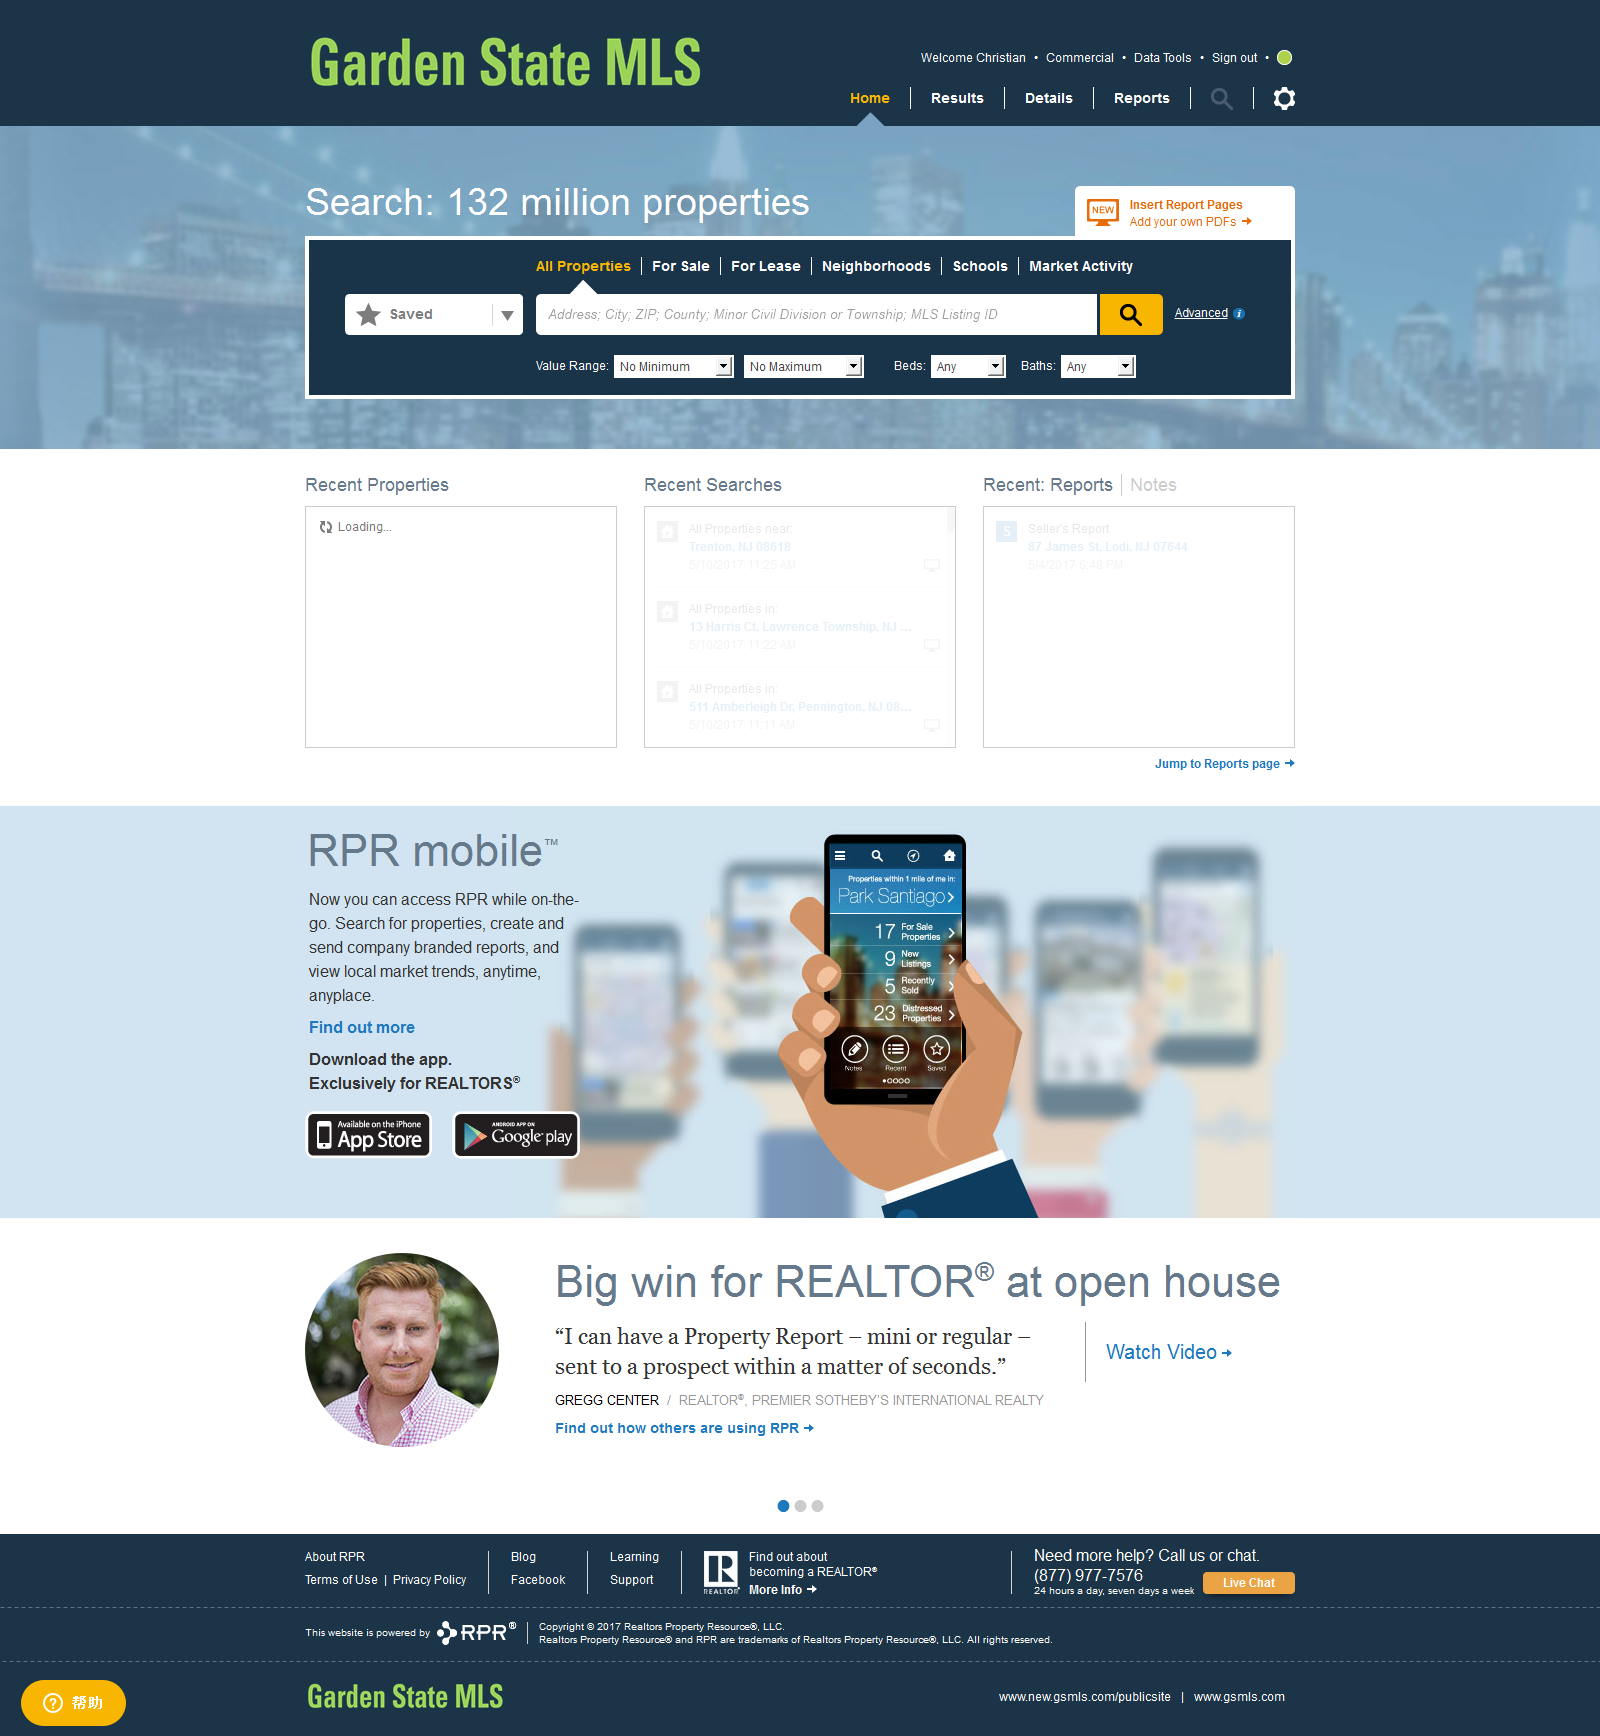 Garden State MLS
Welcome Christian • Commercial • Data Tools • Sign out •
Home
Results
Details
Reports
Search: 132 million properties
NEW
Insert Report Pages
Add your own PDFs
All Properties
For Sale
For Lease
Neighborhoods
Schools
Market Activity
Saved
Address; City; ZIP; County; Minor Civil Division or Township; MLS Listing ID
Advanced
i
Value Range:
No Minimum
No Maximum
Beds:
Any
Baths:
Any
Recent Properties
Loading...
Recent Searches
All Properties near:
Trenton, NJ 08618
5/10/2017 11:25 AM
All Properties in:
13 Harris Ct, Lawrence Township, NJ ...
5/10/2017 11:22 AM
All Properties in:
511 Amberleigh Dr, Pennington, NJ 08...
5/10/2017 11:11 AM
Recent: Reports
Notes
S
Seller's Report
87 James St, Lodi, NJ 07644
5/4/2017 6:48 PM
Jump to Reports page
RPR mobile™
Now you can access RPR while on-the-
go. Search for properties, create and
send company branded reports, and
view local market trends, anytime,
anyplace.
Find out more
Download the app.
Exclusively for REALTORS®
Available on the iPhone
App Store
ANDROID APP ON
Google play
Properties within 1 mile of me in:
Park Santiago
17 For Sale
Properties
9 New
Listings
5 Recently
Sold
23 Distressed
Properties
Notes
Recent
Saved
Big win for REALTOR® at open house
“I can have a Property Report – mini or regular –
sent to a prospect within a matter of seconds.”
GREGG CENTER / REALTOR®, PREMIER SOTHEBY'S INTERNATIONAL REALTY
Find out how others are using RPR
Watch Video
About RPR
Terms of Use | Privacy Policy
Blog
Facebook
Learning
Support
R
REALTOR®
Find out about
becoming a REALTOR®
More Info
Need more help? Call us or chat.
(877) 977-7576
24 hours a day, seven days a week
Live Chat
This website is powered by
RPR®
Copyright © 2017 Realtors Property Resource®, LLC.
Realtors Property Resource® and RPR are trademarks of Realtors Property Resource®, LLC. All rights reserved.
? 帮助
Garden State MLS
www.new.gsmls.com/publicsite | www.gsmls.com